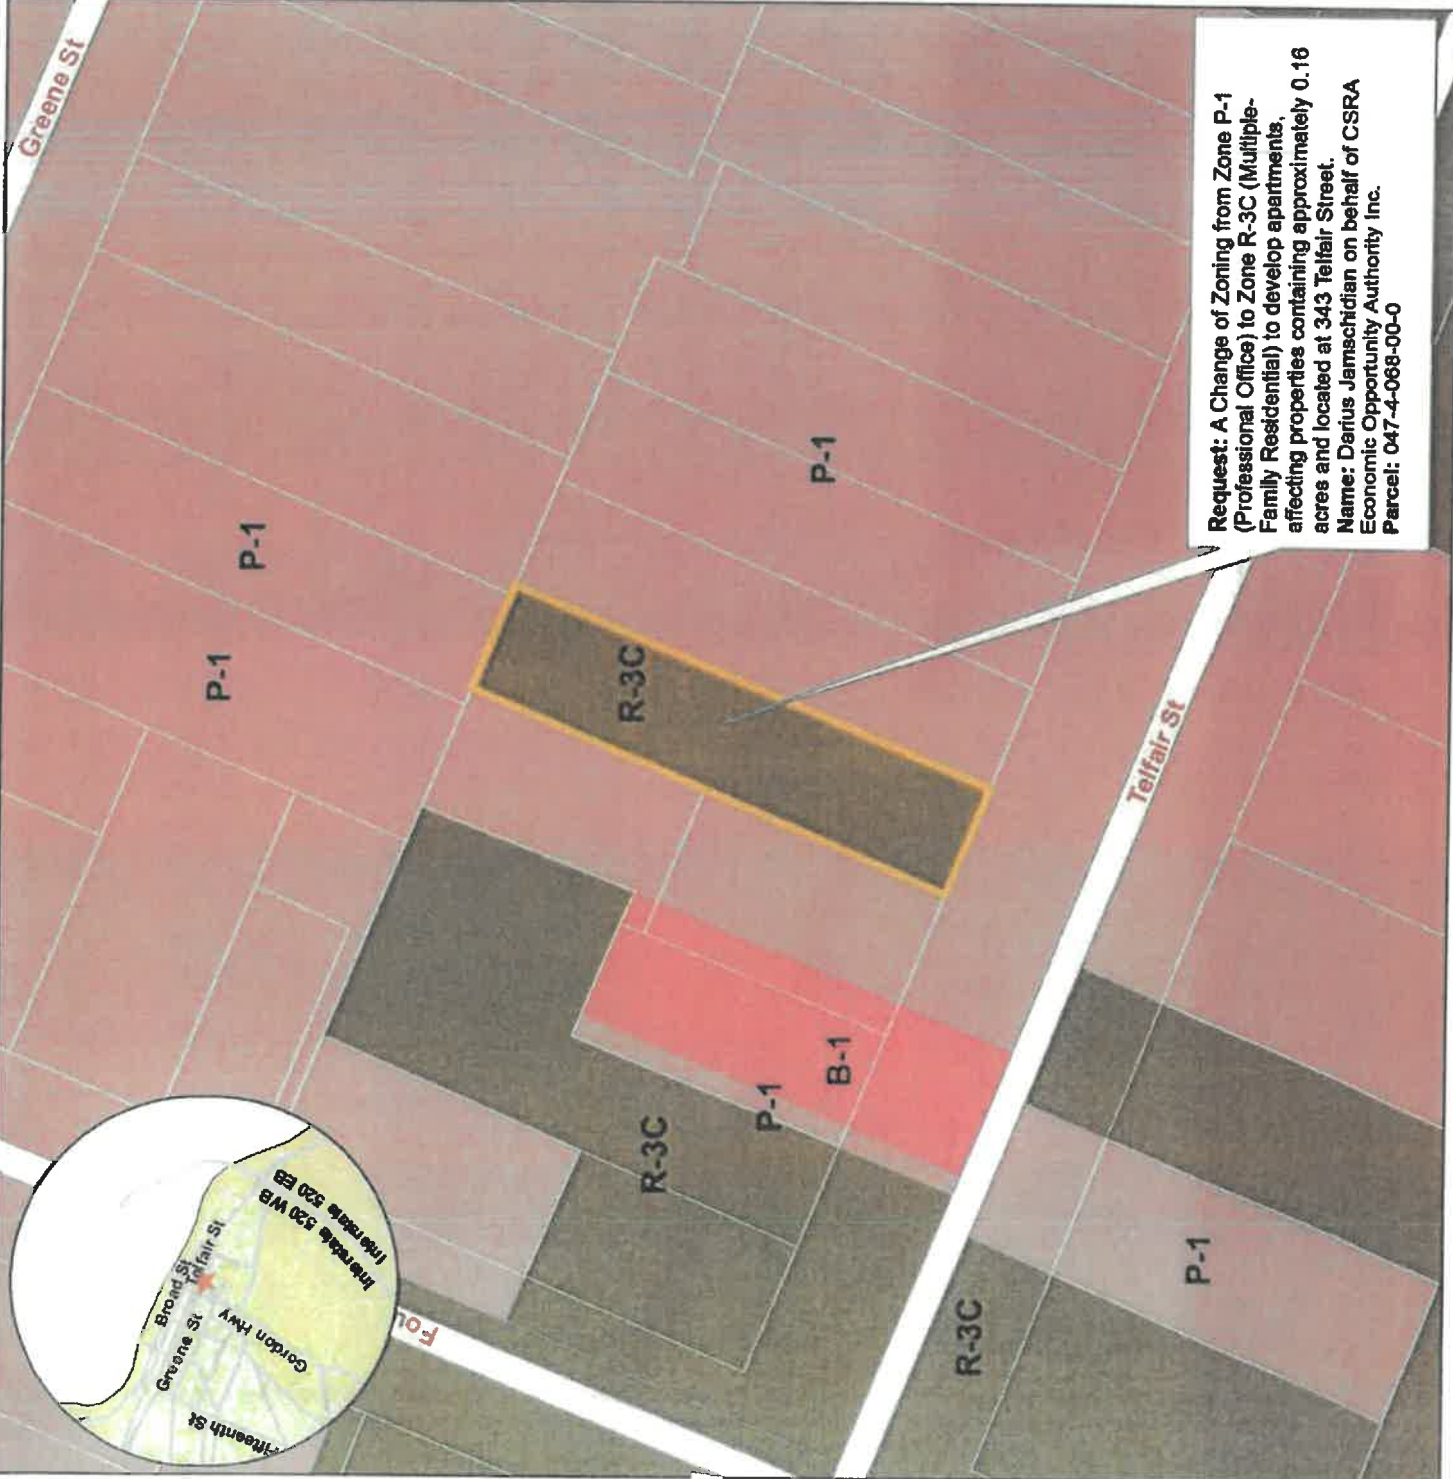 Greene St
Fifteenth St
Greene St
Broad St
Telfair St
Gordon Hwy
Interstate 520 WB
Interstate 520 EB
Fou
P-1
P-1
R-3C
R-3C
P-1
B-1
P-1
R-3C
P-1
Telfair St
Request: A Change of Zoning from Zone P-1
(Professional Office) to Zone R-3C (Multiple-
Family Residential) to develop apartments,
affecting properties containing approximately 0.16
acres and located at 343 Telfair Street.
Name: Darius Jamschidian on behalf of CSRA
Economic Opportunity Authority Inc.
Parcel: 047-4-068-00-0